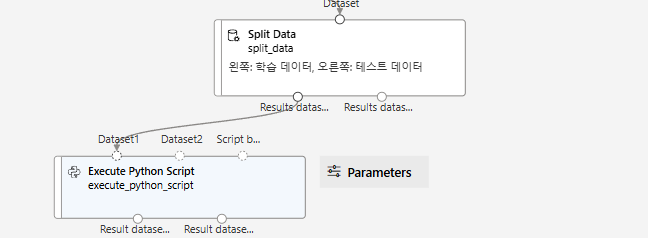 Dataset
Split Data
split_data
왼쪽: 학습 데이터, 오른쪽: 테스트 데이터
Results datas... Results datas...
Dataset1 Dataset2 Script b...
Execute Python Script
execute_python_script
Parameters
Result datase... Result datase...